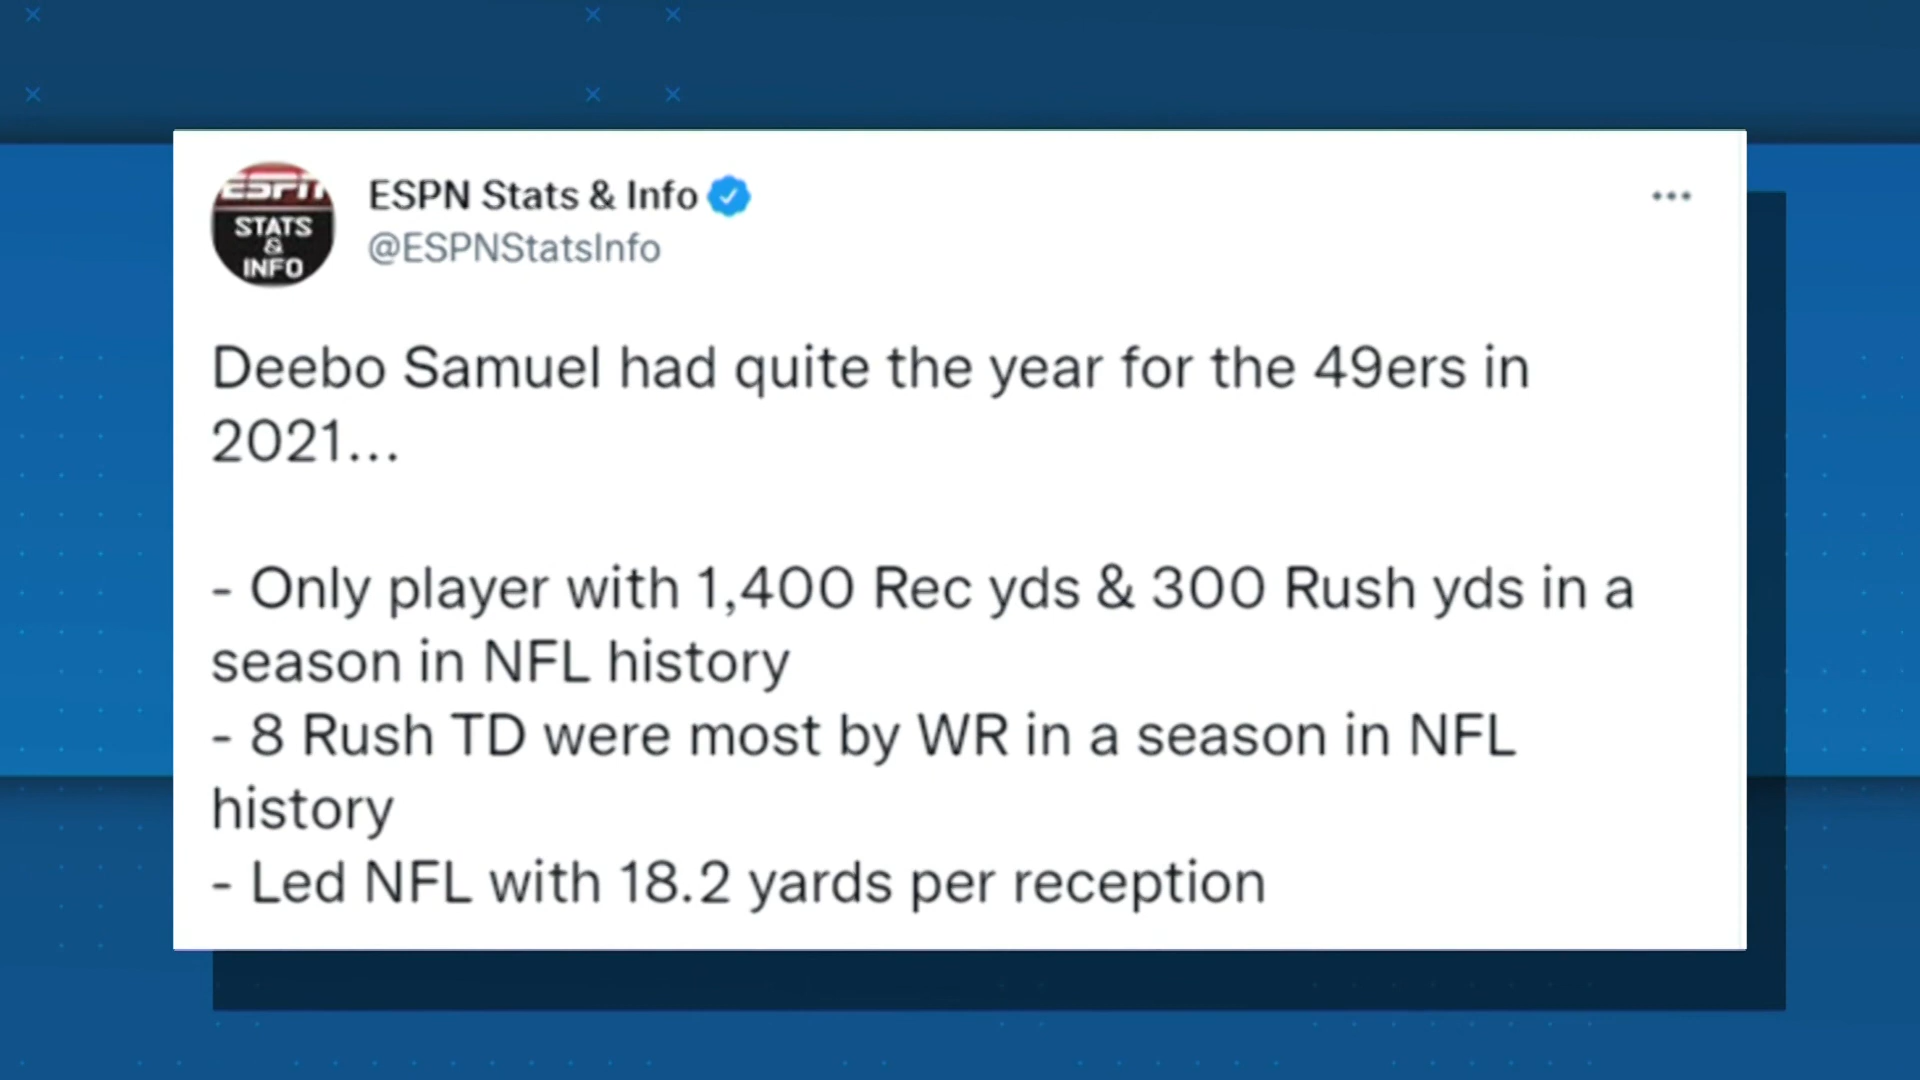 ESPN
STATS
&
INFO
ESPN Stats & Info
@ESPNStatsInfo
Deebo Samuel had quite the year for the 49ers in
2021...
- Only player with 1,400 Rec yds & 300 Rush yds in a
season in NFL history
- 8 Rush TD were most by WR in a season in NFL
history
- Led NFL with 18.2 yards per reception